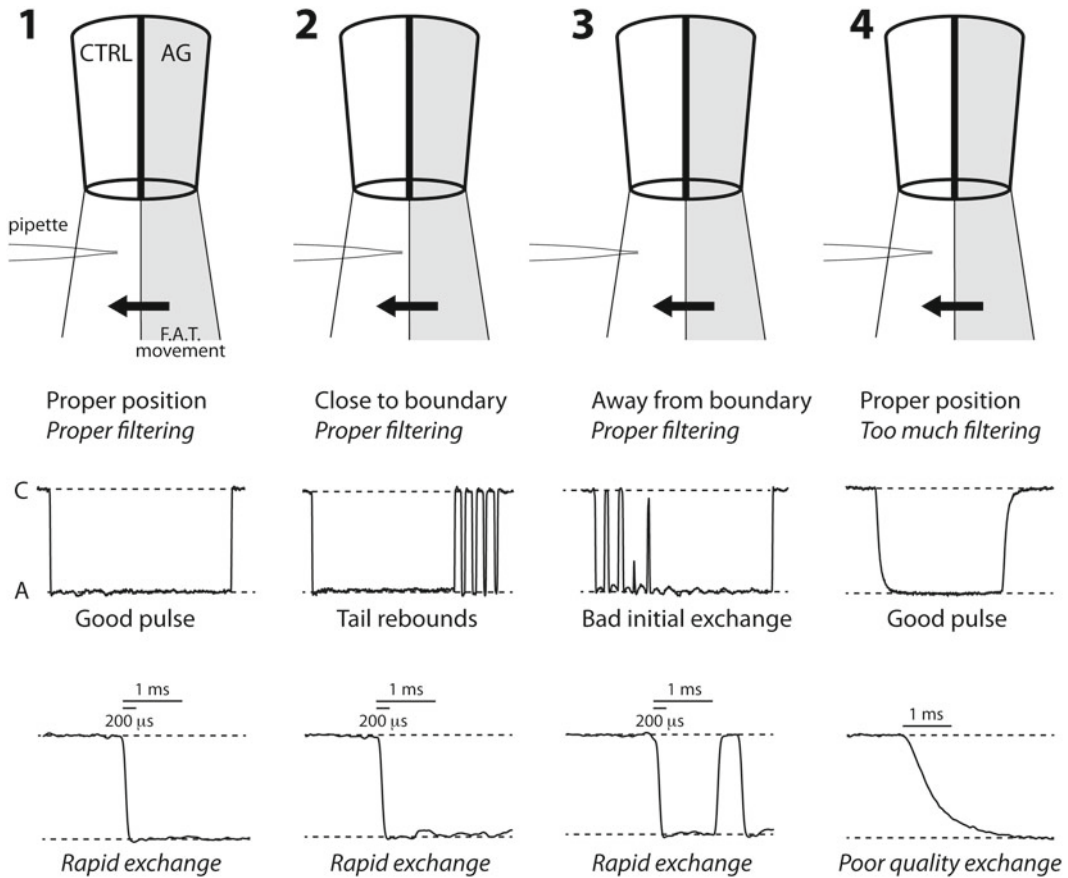 1 2 3 4
CTRL AG
pipette
F.A.T.
movement
Proper position
Proper filtering
Close to boundary
Proper filtering
Away from boundary
Proper filtering
Proper position
Too much filtering
C
A
Good pulse
Tail rebounds
Bad initial exchange
Good pulse
1 ms
200 µs
1 ms
200 µs
1 ms
200 µs
1 ms
Rapid exchange
Rapid exchange
Rapid exchange
Poor quality exchange